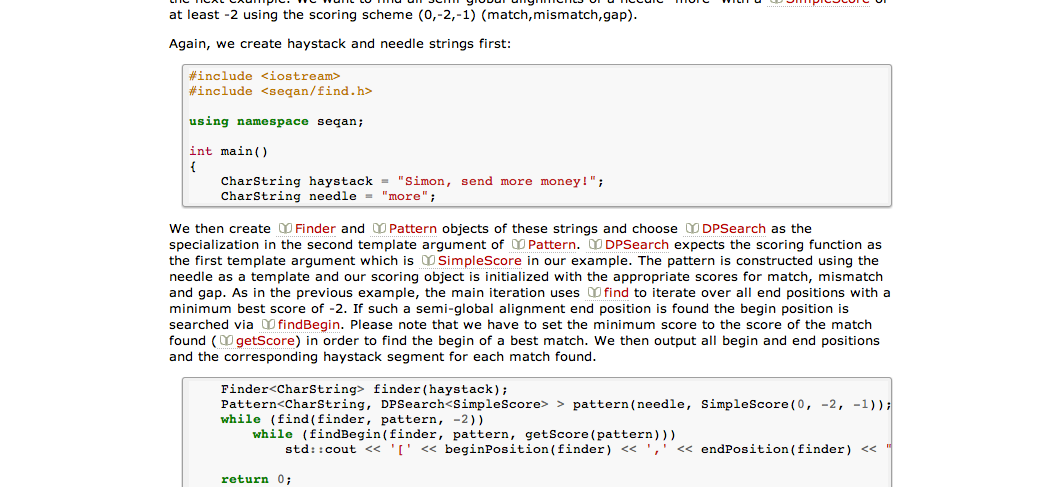 at least -2 using the scoring scheme (0,-2,-1) (match,mismatch,gap).
Again, we create haystack and needle strings first:
#include <iostream>
#include <seqan/find.h>
using namespace seqan;
int main()
{
CharString haystack = "Simon, send more money!";
CharString needle = "more";
We then create Finder and Pattern objects of these strings and choose DPSearch as the
specialization in the second template argument of Pattern. DPSearch expects the scoring function as
the first template argument which is SimpleScore in our example. The pattern is constructed using the
needle as a template and our scoring object is initialized with the appropriate scores for match, mismatch
and gap. As in the previous example, the main iteration uses find to iterate over all end positions with a
minimum best score of -2. If such a semi-global alignment end position is found the begin position is
searched via findBegin. Please note that we have to set the minimum score to the score of the match
found (getScore) in order to find the begin of a best match. We then output all begin and end positions
and the corresponding haystack segment for each match found.
Finder<CharString> finder(haystack);
Pattern<CharString, DPSearch<SimpleScore> > pattern(needle, SimpleScore(0, -2, -1));
while (find(finder, pattern, -2))
while (findBegin(finder, pattern, getScore(pattern)))
std::cout << '[' << beginPosition(finder) << ',' << endPosition(finder) << "
return 0;